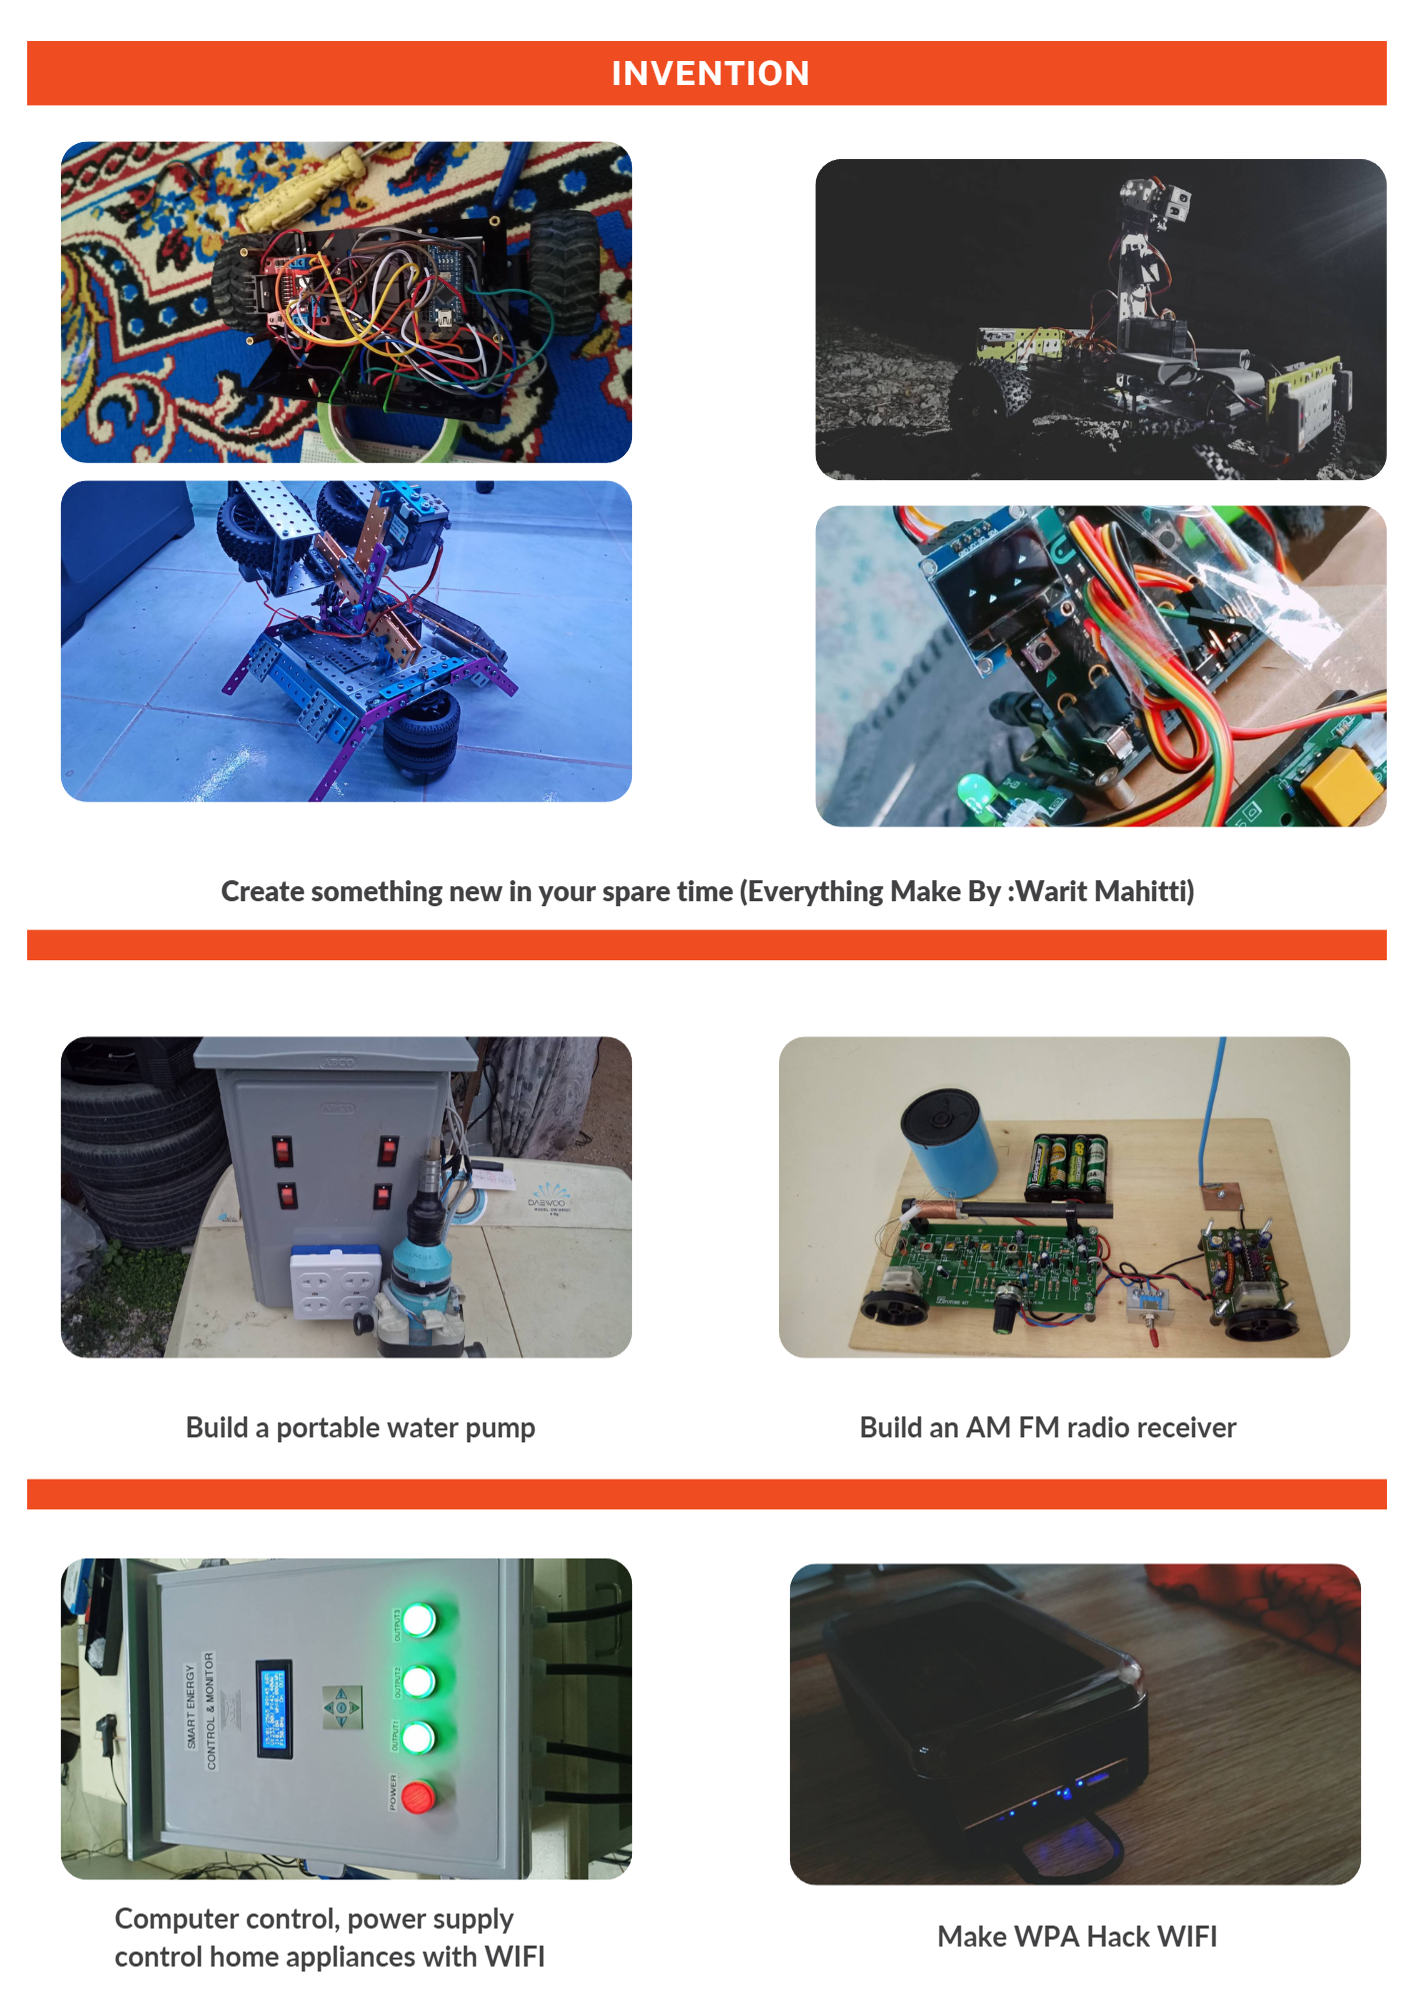 INVENTION
Create something new in your spare time (Everything Make By :Warit Mahitti)
DAEWOO
Build a portable water pump
Build an AM FM radio receiver
SMART ENERGY
CONTROL & MONITOR
OUTPUT3
OUTPUT2
OUTPUT1
POWER
Computer control, power supply
control home appliances with WIFI
Make WPA Hack WIFI